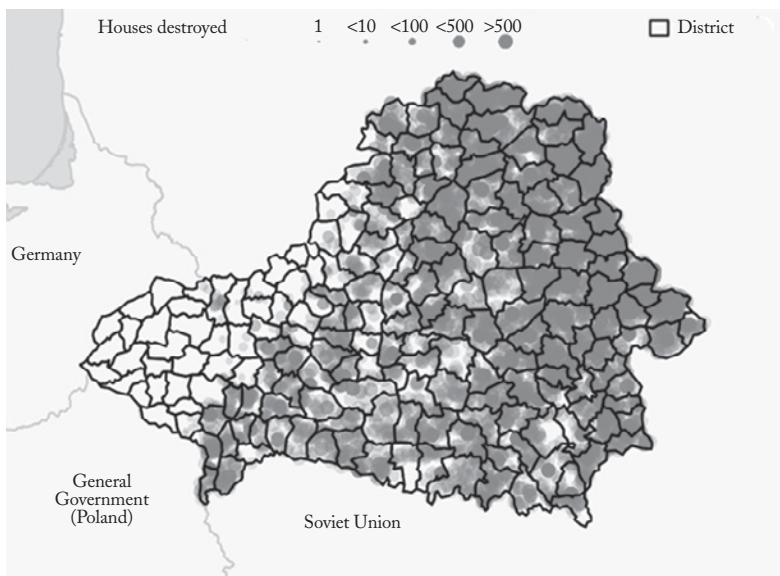 Houses destroyed 1 <10 <100 <500 >500 District
Germany
General
Government
(Poland)
Soviet Union